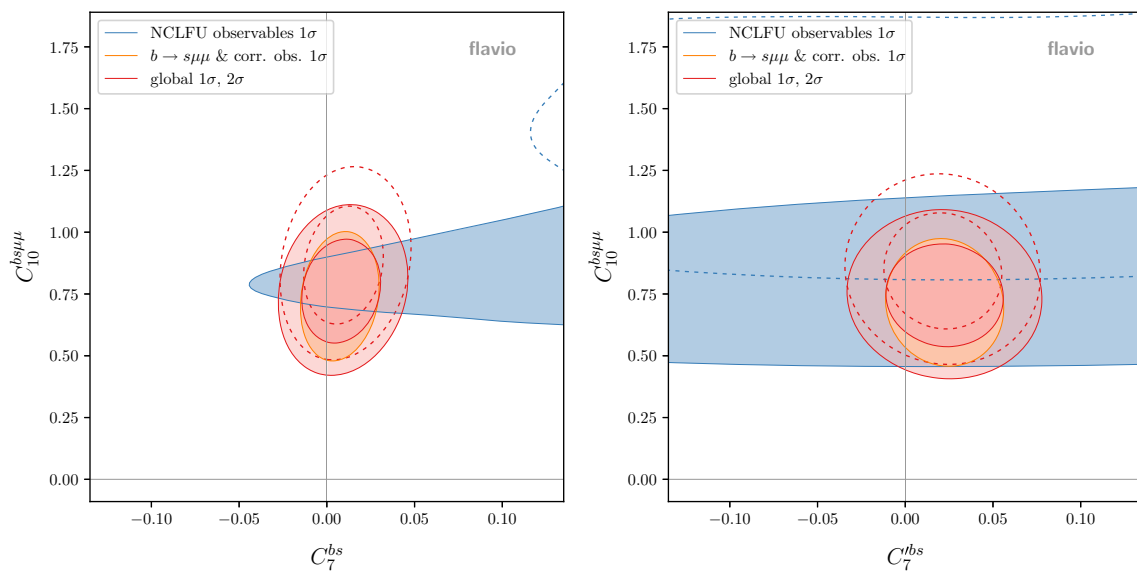 NCLFU observables 1σ
b → sμμ & corr. obs. 1σ
global 1σ, 2σ
flavio
1.75
1.50
1.25
1.00
0.75
0.50
0.25
0.00
C_10^{bsμμ}
−0.10
−0.05
0.00
0.05
0.10
C_7^{bs}
NCLFU observables 1σ
b → sμμ & corr. obs. 1σ
global 1σ, 2σ
flavio
1.75
1.50
1.25
1.00
0.75
0.50
0.25
0.00
C_10^{bsμμ}
−0.10
−0.05
0.00
0.05
0.10
C_7^{′bs}